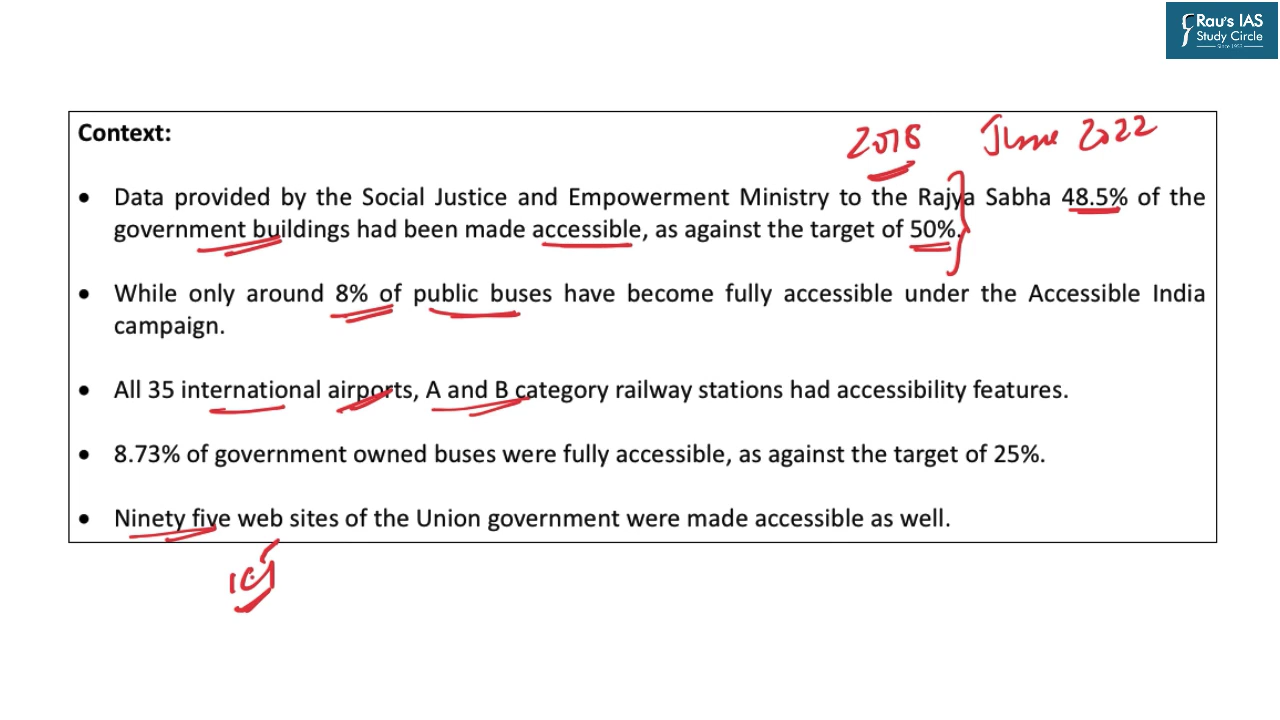 Rau's IAS
Study Circle
Since 1953
Context:
2018 June 2022
• Data provided by the Social Justice and Empowerment Ministry to the Rajya Sabha 48.5% of the
government buildings had been made accessible, as against the target of 50%.
• While only around 8% of public buses have become fully accessible under the Accessible India
campaign.
• All 35 international airports, A and B category railway stations had accessibility features.
• 8.73% of government owned buses were fully accessible, as against the target of 25%.
• Ninety five web sites of the Union government were made accessible as well.